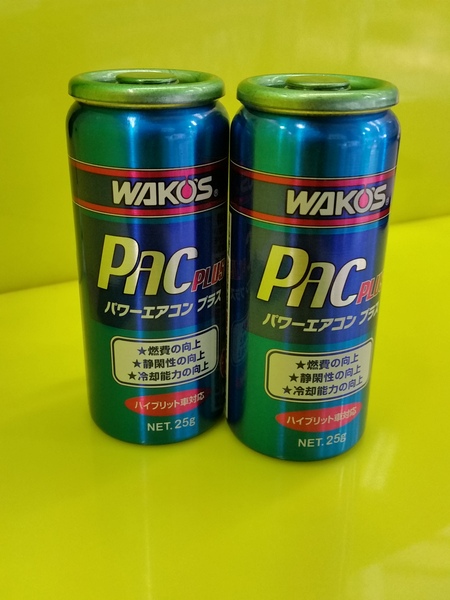 WAKO'S®
PAC PLUS
パワーエアコン プラス
★燃費の向上
★静閑性の向上
★冷却能力の向上
ハイブリット車対応
NET. 25g
WAKO'S®
PAC PLUS
パワーエアコン プラス
★燃費の向上
★静閑性の向上
★冷却能力の向上
ハイブリット車対応
NET. 25g